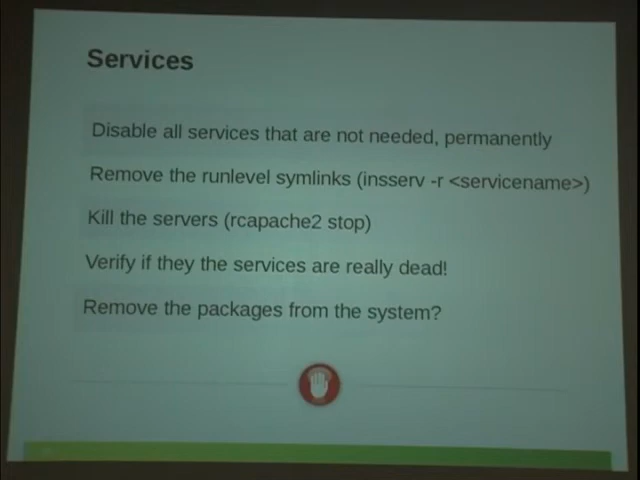 Services
Disable all services that are not needed, permanently
Remove the runlevel symlinks (insserv -r <servicename>)
Kill the servers (rcapache2 stop)
Verify if they the services are really dead!
Remove the packages from the system?